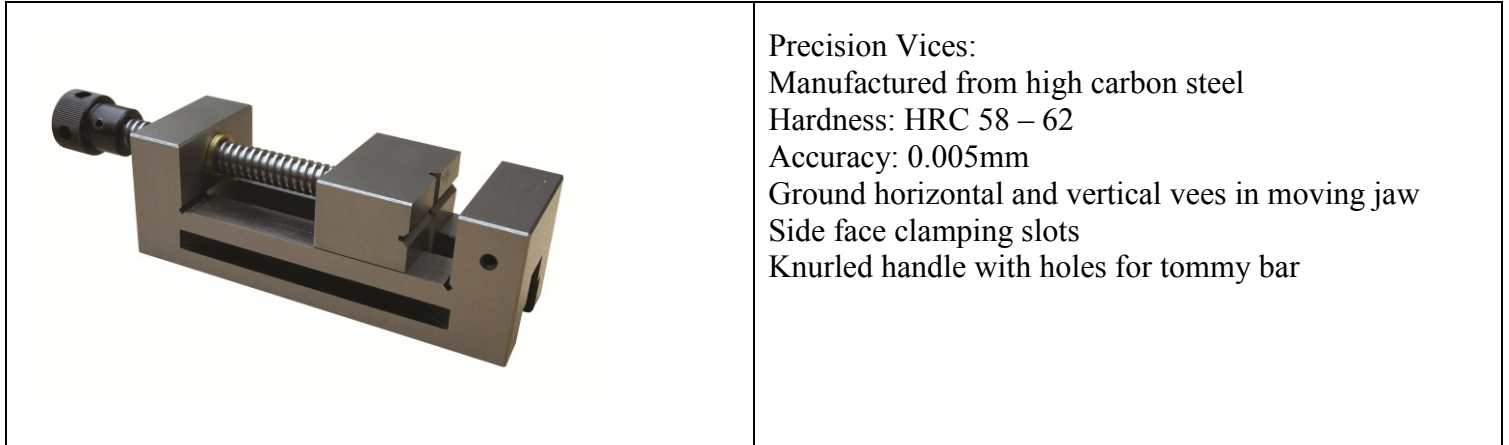 Precision Vices:
Manufactured from high carbon steel
Hardness: HRC 58 – 62
Accuracy: 0.005mm
Ground horizontal and vertical vees in moving jaw
Side face clamping slots
Knurled handle with holes for tommy bar